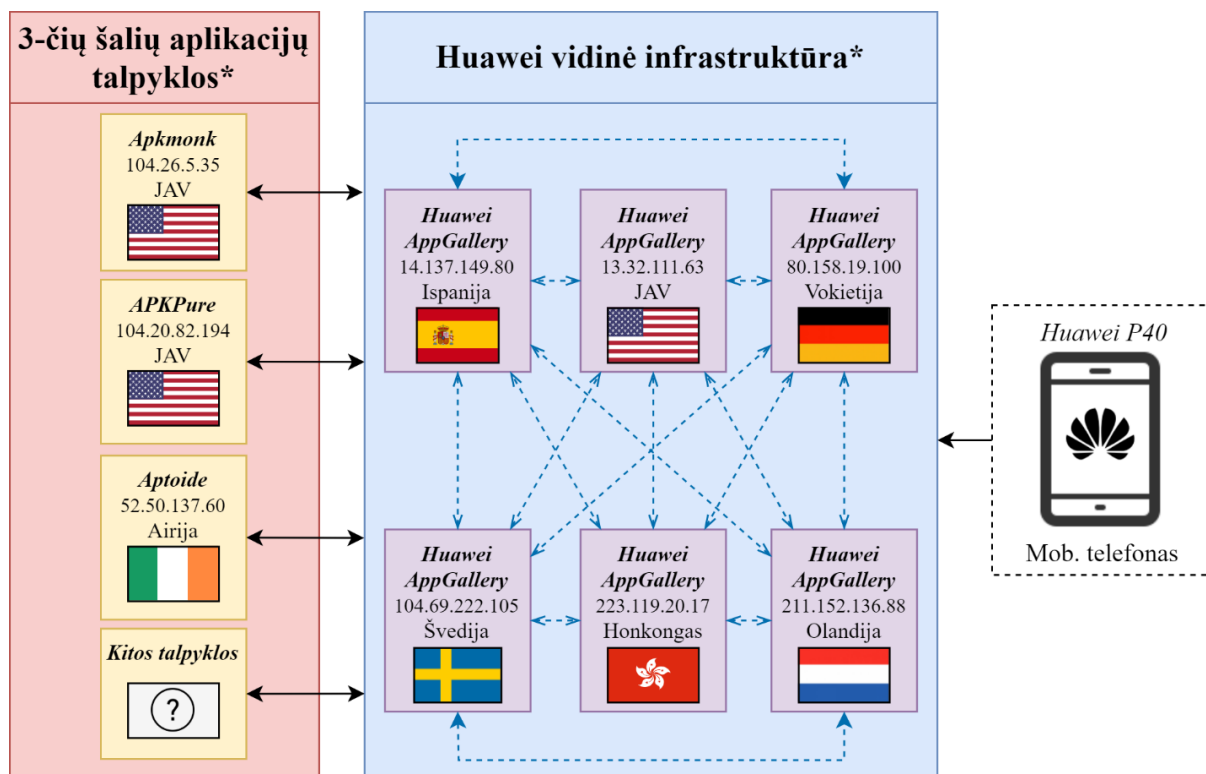 3-čių šalių aplikacijų
talpyklos*
Apkmonk
104.26.5.35
JAV
APKPure
104.20.82.194
JAV
Aptoide
52.50.137.60
Airija
Kitos talpyklos
?
Huawei vidinė infrastruktūra*
Huawei
AppGallery
14.137.149.80
Ispanija
Huawei
AppGallery
13.32.111.63
JAV
Huawei
AppGallery
80.158.19.100
Vokietija
Huawei
AppGallery
104.69.222.105
Švedija
Huawei
AppGallery
223.119.20.17
Honkongas
Huawei
AppGallery
211.152.136.88
Olandija
Huawei P40
Mob. telefonas